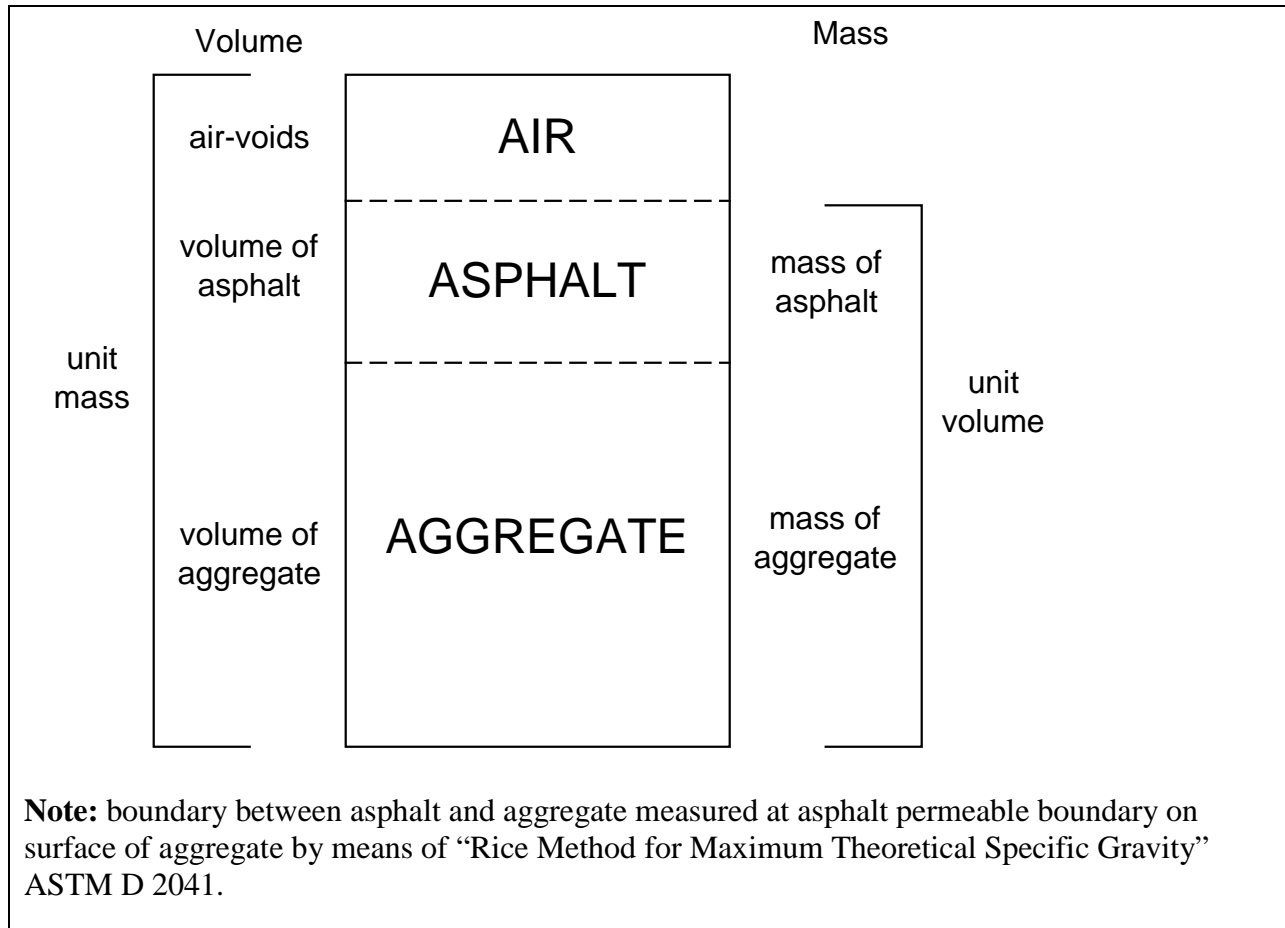 Volume
Mass
air-voids
AIR
volume of
asphalt
ASPHALT
mass of
asphalt
unit
mass
unit
volume
volume of
aggregate
AGGREGATE
mass of
aggregate
Note: boundary between asphalt and aggregate measured at asphalt permeable boundary on
surface of aggregate by means of “Rice Method for Maximum Theoretical Specific Gravity”
ASTM D 2041.